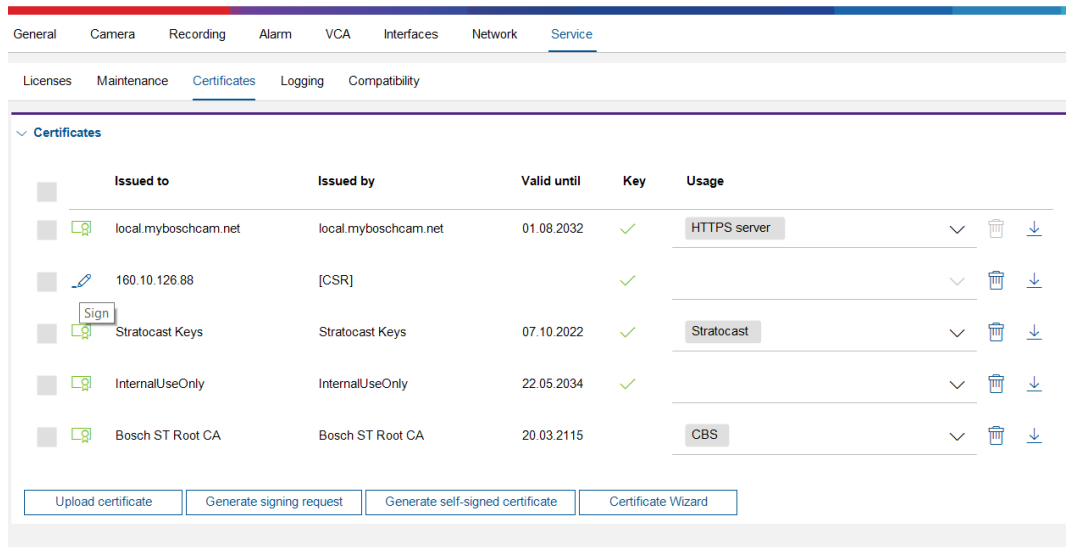 General Camera Recording Alarm VCA Interfaces Network Service
Licenses Maintenance Certificates Logging Compatibility
Certificates
Issued to Issued by Valid until Key Usage
local.myboschcam.net local.myboschcam.net 01.08.2032 HTTPS server
160.10.126.88 [CSR]
Sign
Stratocast Keys Stratocast Keys 07.10.2022 Stratocast
InternalUseOnly InternalUseOnly 22.05.2034
Bosch ST Root CA Bosch ST Root CA 20.03.2115 CBS
Upload certificate Generate signing request Generate self-signed certificate Certificate Wizard